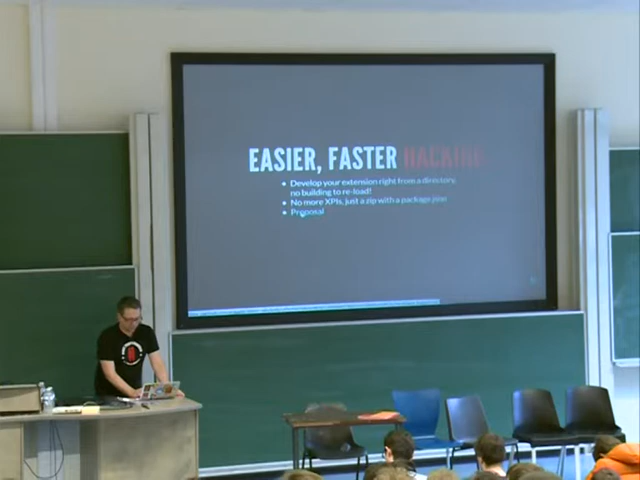 EASIER, FASTER HACKING
• Develop your extension right from a directory,
no building to re-load!
• No more XPIs, just a zip with a package.json
• Proposal